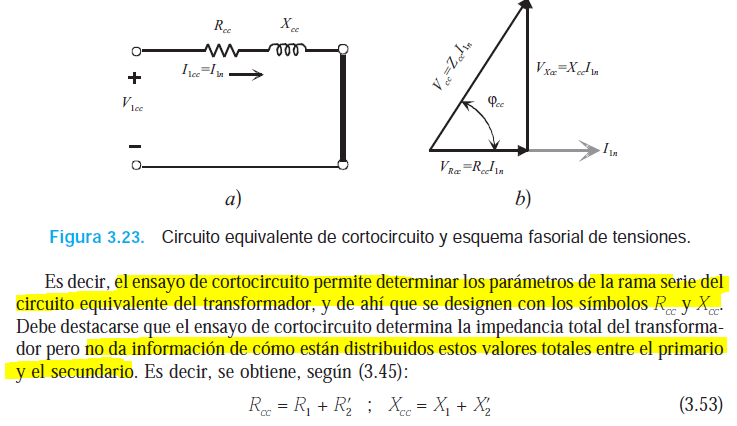 R_cc X_cc
V_cc=Z_cc I_1n
V_Xcc=X_cc I_1n
+
I_1cc=I_1n
φ_cc
V_1cc
−
I_1n
V_Rcc=R_cc I_1n
a) b)
Figura 3.23. Circuito equivalente de cortocircuito y esquema fasorial de tensiones.
Es decir, el ensayo de cortocircuito permite determinar los parámetros de la rama serie del
circuito equivalente del transformador, y de ahí que se designen con los símbolos R_cc y X_cc.
Debe destacarse que el ensayo de cortocircuito determina la impedancia total del transforma-
dor pero no da información de cómo están distribuidos estos valores totales entre el primario
y el secundario. Es decir, se obtiene, según (3.45):
R_cc = R_1 + R′_2 ; X_cc = X_1 + X′_2 (3.53)